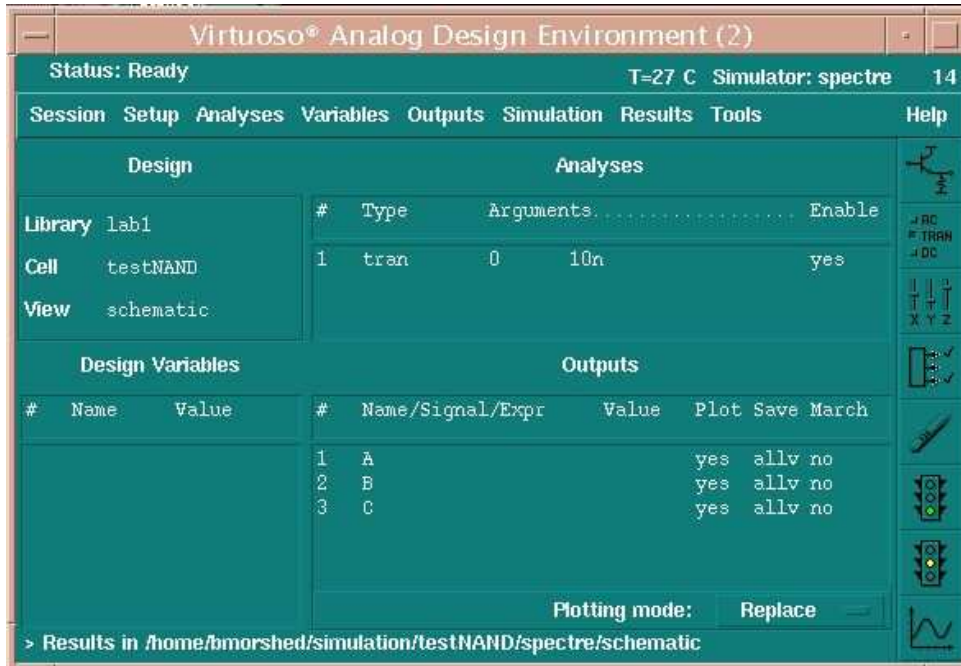 Virtuoso® Analog Design Environment (2)
Status: Ready T=27 C Simulator: spectre 14
Session Setup Analyses Variables Outputs Simulation Results Tools Help
Design
Library lab1
Cell testNAND
View schematic
Analyses
# Type Arguments................... Enable
1 tran 0 10n yes
AC
TRAN
DC
X Y Z
Design Variables
# Name Value
Outputs
# Name/Signal/Expr Value Plot Save March
1 A yes allv no
2 B yes allv no
3 C yes allv no
Plotting mode: Replace
> Results in /home/bmorshed/simulation/testNAND/spectre/schematic